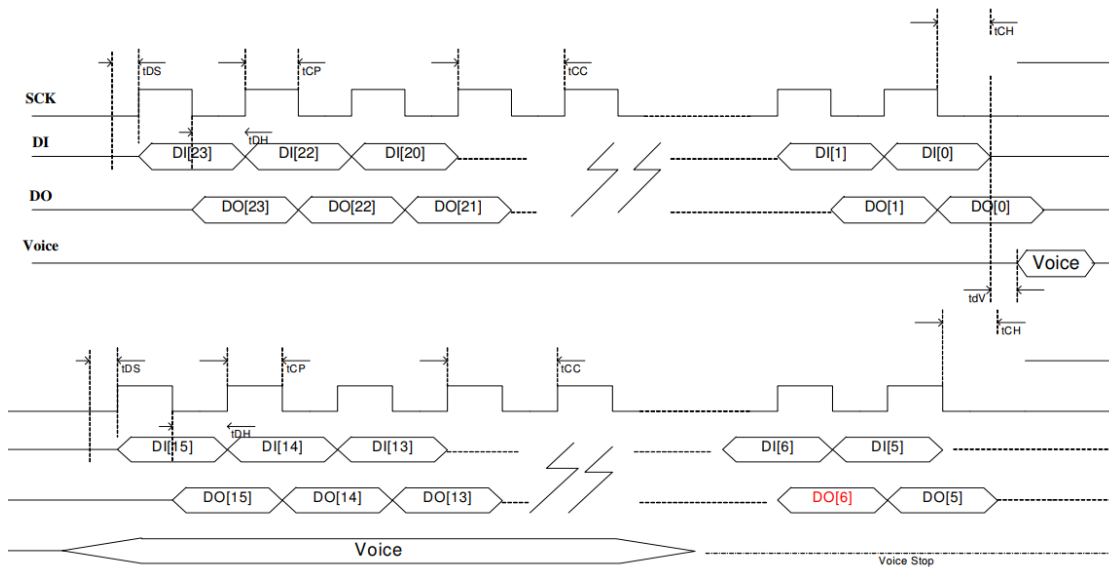 tCH
tDS tCP tCC
SCK
tDH
DI
DI[23] DI[22] DI[20] DI[1] DI[0]
DO
DO[23] DO[22] DO[21] DO[1] DO[0]
Voice
Voice
tdV
tCH
tDS tCP tCC
tDH
DI[15] DI[14] DI[13] DI[6] DI[5]
DO[15] DO[14] DO[13] DO[6] DO[5]
Voice
Voice Stop